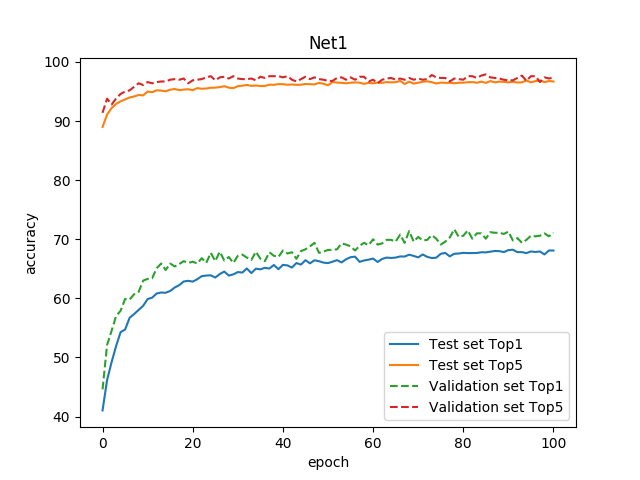 Net1
100
90
80
70
60
50
40
accuracy
0
20
40
60
80
100
epoch
Test set Top1
Test set Top5
Validation set Top1
Validation set Top5